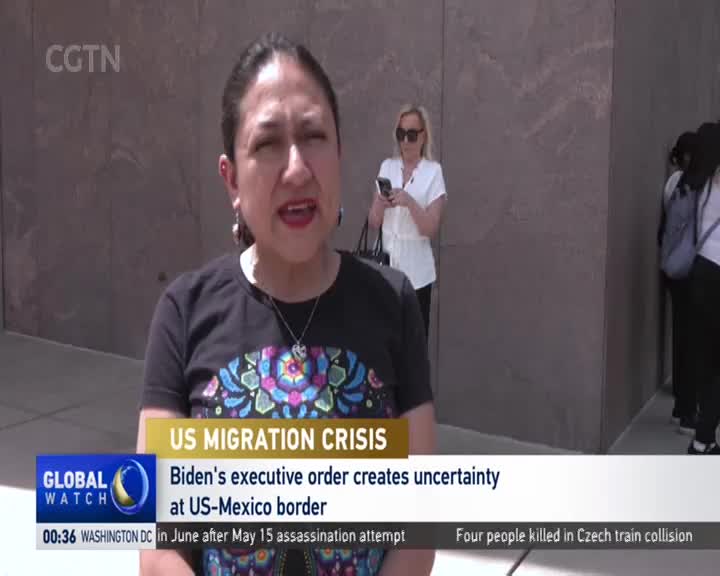 CGTN
US MIGRATION CRISIS
Biden's executive order creates uncertainty
at US-Mexico border
GLOBAL
WATCH
00:36 WASHINGTON DC
in June after May 15 assassination attempt
Four people killed in Czech train collision